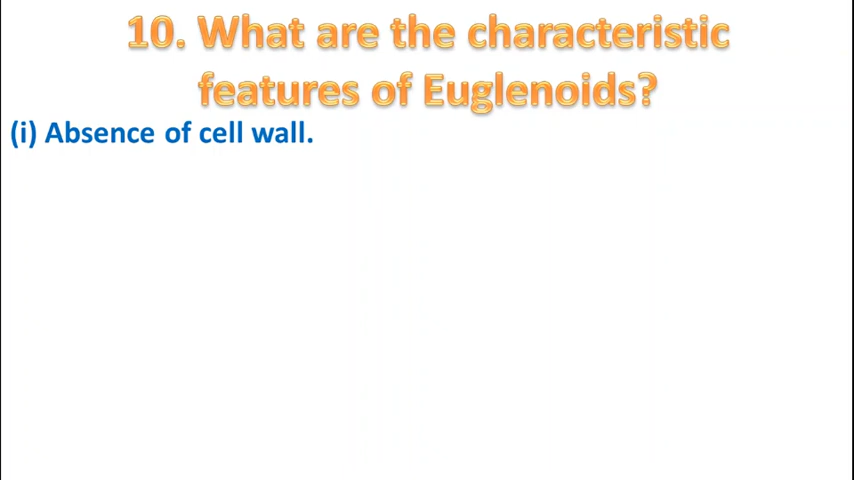 10. What are the characteristic
features of Euglenoids?
(i) Absence of cell wall.